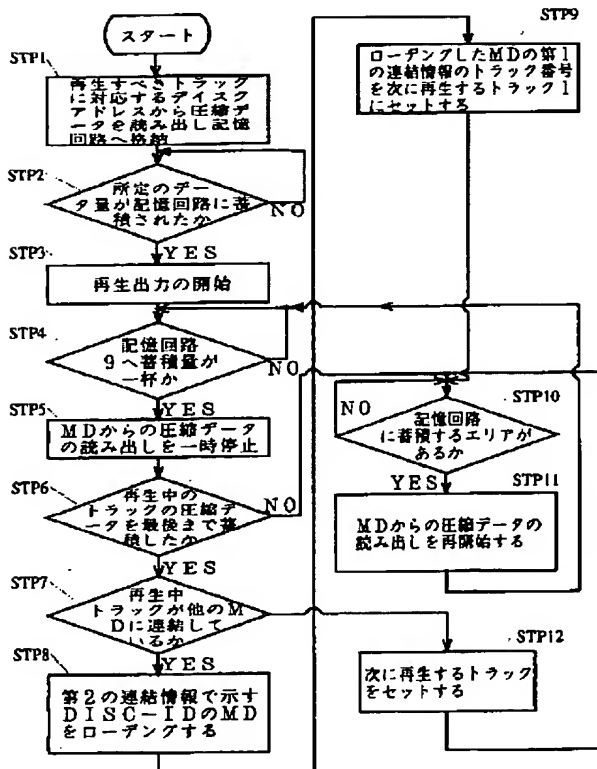 スタート
STP1
再生すべきトラック
に対応するディスク
アドレスから圧縮デ
ータを読み出し記憶
回路へ格納
STP2
所定のデー
タ量が記憶回路に蓄
積されたか
NO
YES
STP3
再生出力の開始
STP4
記憶回路
9へ蓄積量が
一杯か
NO
YES
STP5
MDからの圧縮データ
の読み出しを一時停止
STP6
再生中の
トラックの圧縮デ
ータを最後まで蓄
積したか
NO
YES
STP7
再生中
トラックが他のM
Dに連結して
いるか
YES
STP8
第2の連結情報で示す
DISC-IDのMD
をローデングする
STP9
ローデングしたMDの第1
の連結情報のトラック番号
を次に再生するトラック1
にセットする
STP10
NO
記憶回路
に蓄積するエリアが
あるか
YES
STP11
MDからの圧縮データの
読み出しを再開始する
STP12
次に再生するトラック
をセットする